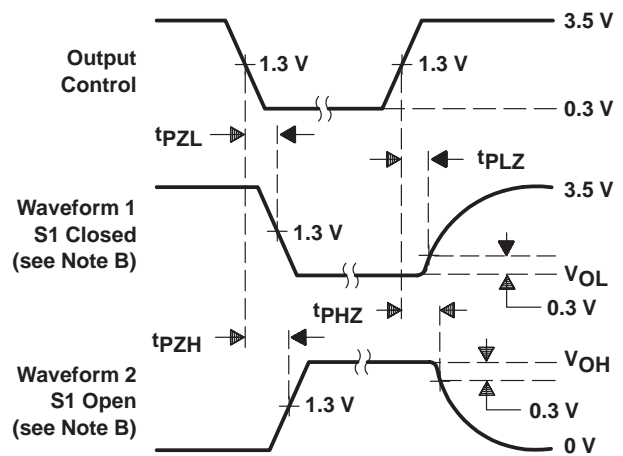 3.5 V
Output
Control
1.3 V
1.3 V
0.3 V
tPZL
tPLZ
3.5 V
Waveform 1
S1 Closed
(see Note B)
1.3 V
VOL
0.3 V
tPHZ
tPZH
VOH
Waveform 2
S1 Open
(see Note B)
1.3 V
0.3 V
0 V